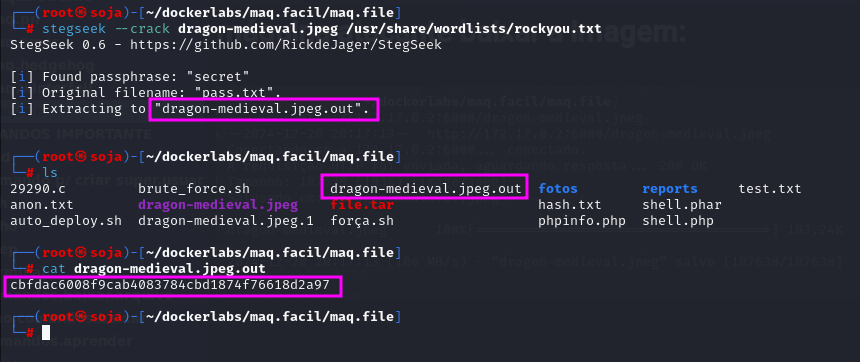 ┌──(root㉿soja)-[~/dockerlabs/maq.facil/maq.file]
└─# stegseek --crack dragon-medieval.jpeg /usr/share/wordlists/rockyou.txt
StegSeek 0.6 - https://github.com/RickdeJager/StegSeek
[i] Found passphrase: "secret"
[i] Original filename: "pass.txt".
[i] Extracting to "dragon-medieval.jpeg.out".
┌──(root㉿soja)-[~/dockerlabs/maq.facil/maq.file]
└─# ls
29290.c brute_force.sh dragon-medieval.jpeg.out fotos reports test.txt
anon.txt dragon-medieval.jpeg file.tar hash.txt shell.phar
auto_deploy.sh dragon-medieval.jpeg.1 força.sh phpinfo.php shell.php
┌──(root㉿soja)-[~/dockerlabs/maq.facil/maq.file]
└─# cat dragon-medieval.jpeg.out
cbfdac6008f9cab4083784cbd1874f76618d2a97
┌──(root㉿soja)-[~/dockerlabs/maq.facil/maq.file]
└─#